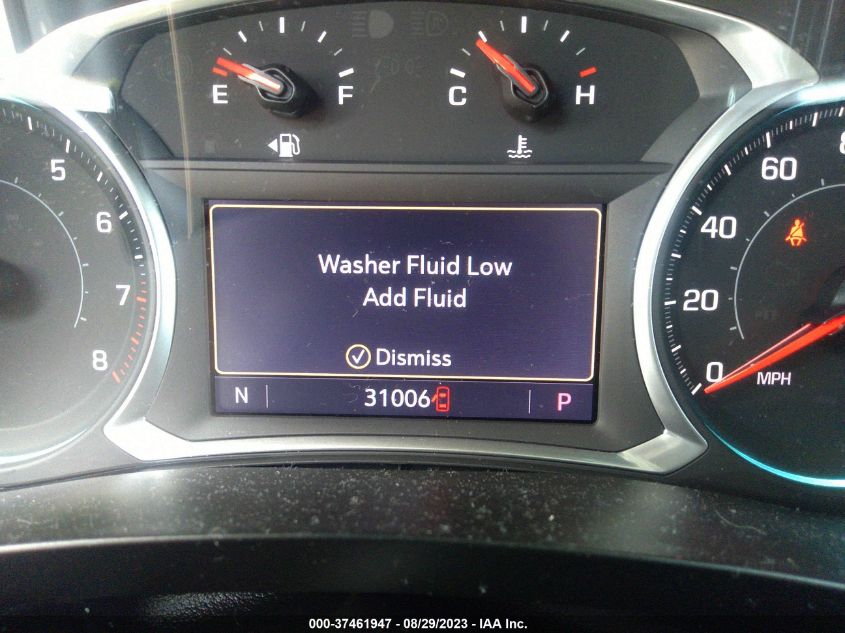 E F
C H
5
6
7
8
60
40
20
0
MPH
Washer Fluid Low
Add Fluid
Dismiss
N 31006 P
000-37461947 - 08/29/2023 - IAA Inc.